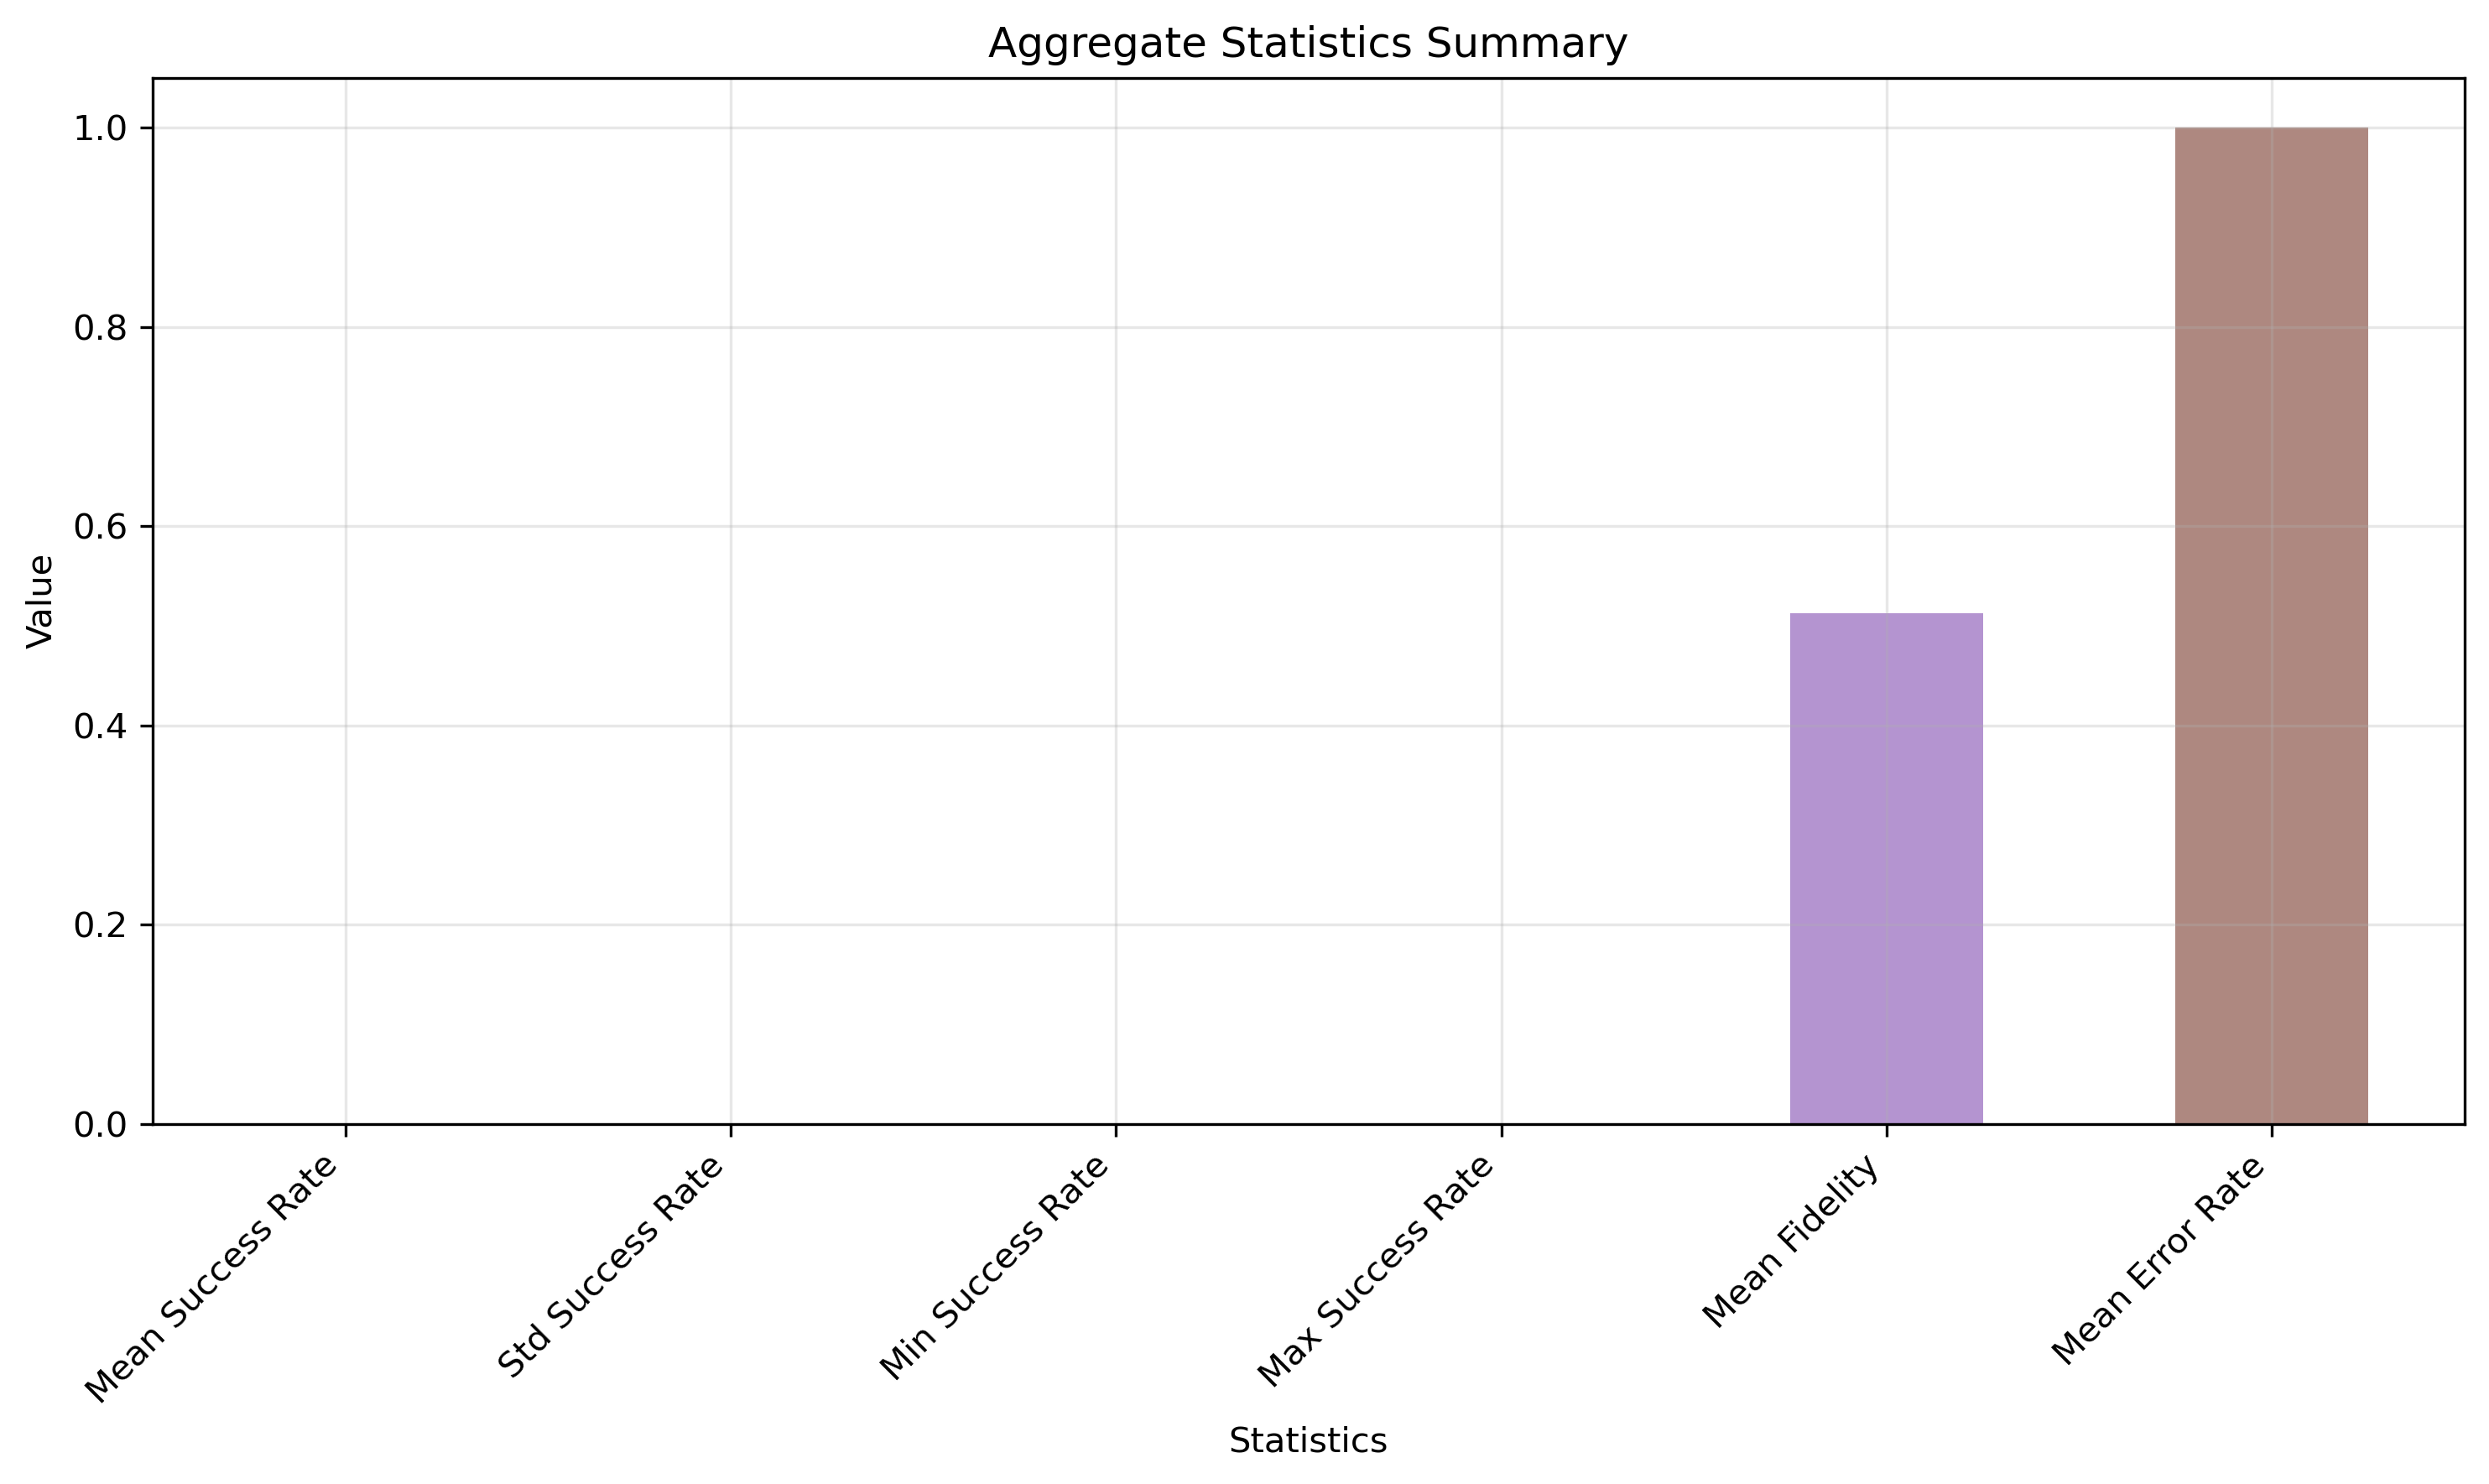 Aggregate Statistics Summary
1.0
0.8
0.6
0.4
0.2
0.0
Value
Mean Success Rate
Std Success Rate
Min Success Rate
Max Success Rate
Mean Fidelity
Mean Error Rate
Statistics